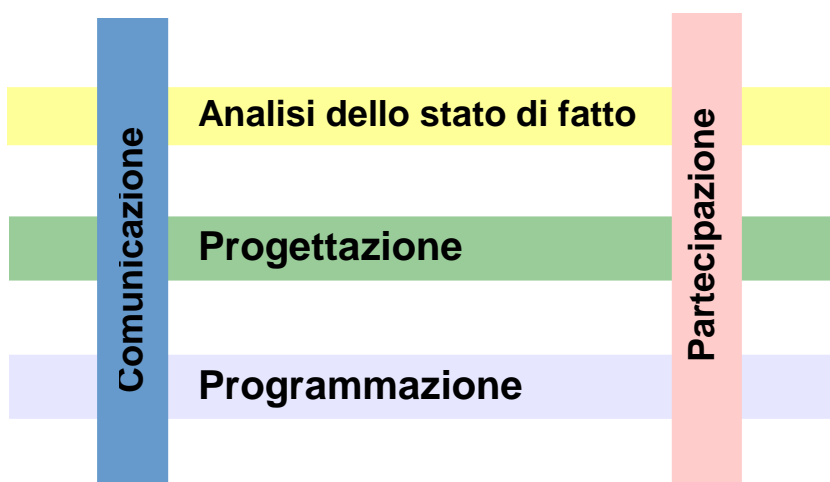 Comunicazione
Analisi dello stato di fatto
Progettazione
Programmazione
Partecipazione